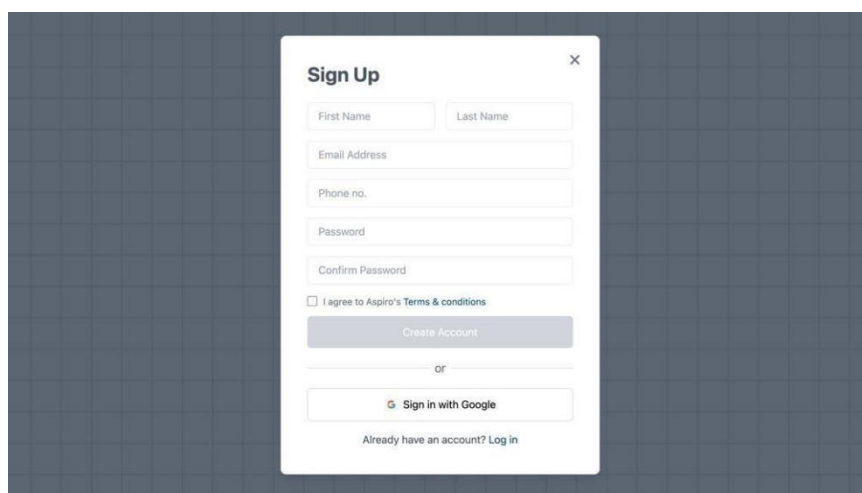 Sign Up
First Name Last Name
Email Address
Phone no.
Password
Confirm Password
I agree to Aspiro's Terms & conditions
Create Account
or
Sign in with Google
Already have an account? Log in